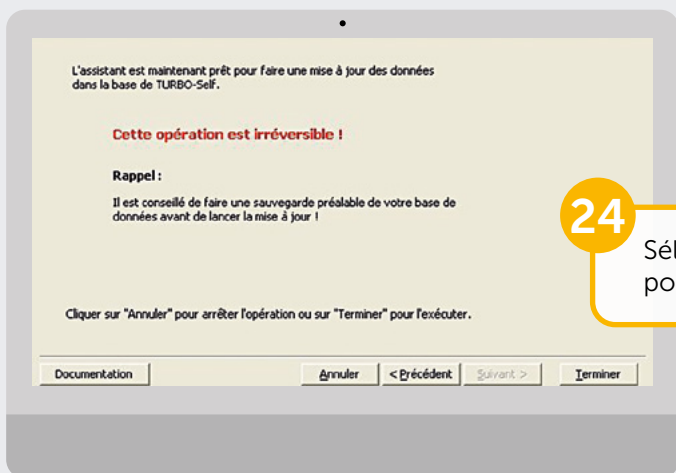 L'assistant est maintenant prêt pour faire une mise à jour des données
dans la base de TURBO-Self.
Cette opération est irréversible !
Rappel :
Il est conseillé de faire une sauvegarde préalable de votre base de
données avant de lancer la mise à jour !
24
Cliquer sur "Annuler" pour arrêter l'opération ou sur "Terminer" pour l'exécuter.
Documentation Annuler < Précédent Suivant > Terminer